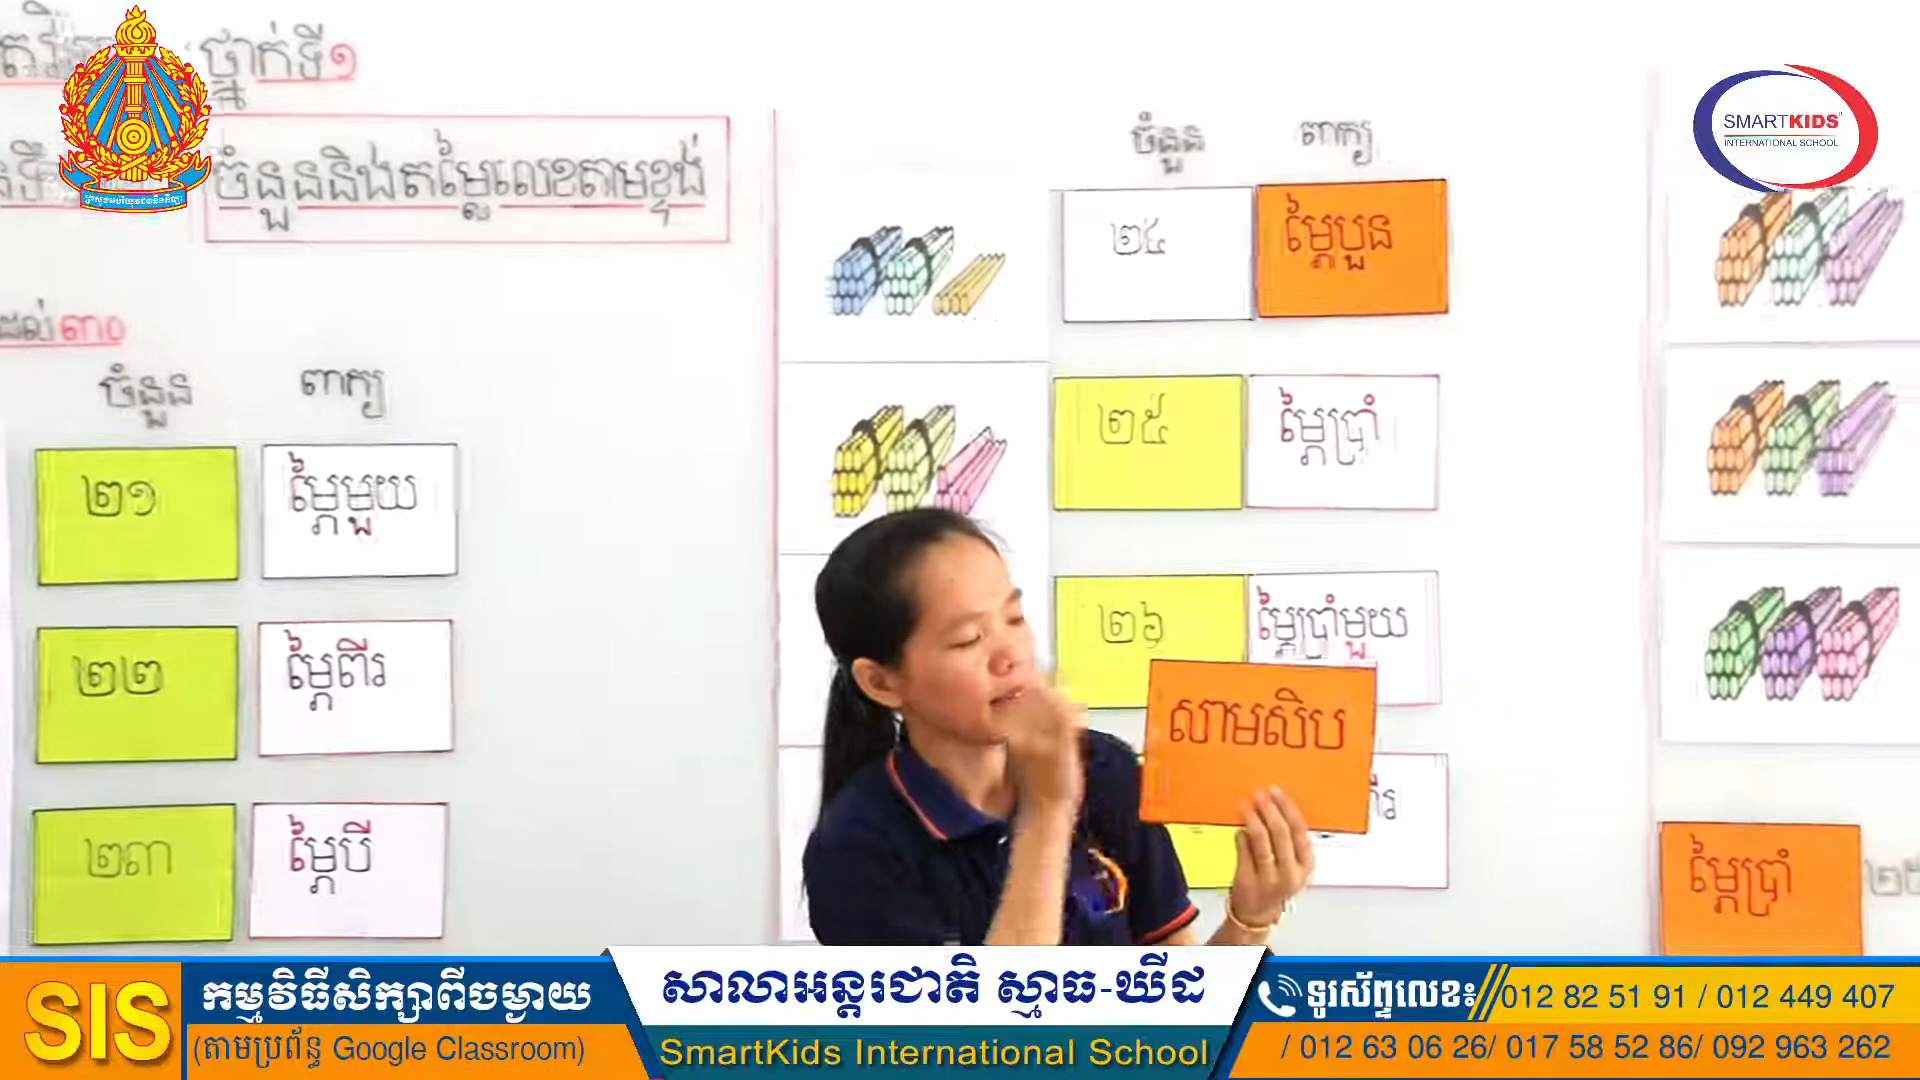 ថ្នាក់ទី១
ចំនួននិងតម្លៃលេខតាមខ្ទង់
ដល់៣០
ចំនួន ពាក្យ
២១ ម្ភៃមួយ
២២ ម្ភៃពីរ
២៣ ម្ភៃបី
ចំនួន ពាក្យ
២៤ ម្ភៃបួន
២៥ ម្ភៃប្រាំ
២៦ ម្ភៃប្រាំមួយ
សាមសិប
ម្ភៃប្រាំ
SMARTKIDS
INTERNATIONAL SCHOOL
SIS
កម្មវិធីសិក្សាពីចម្ងាយ
(តាមប្រព័ន្ធ Google Classroom)
សាលាអន្តរជាតិ ស្មាធ-ឃីដ
SmartKids International School
ទូរស័ព្ទលេខ៖ 012 82 51 91 / 012 449 407
/ 012 63 06 26/ 017 58 52 86/ 092 963 262